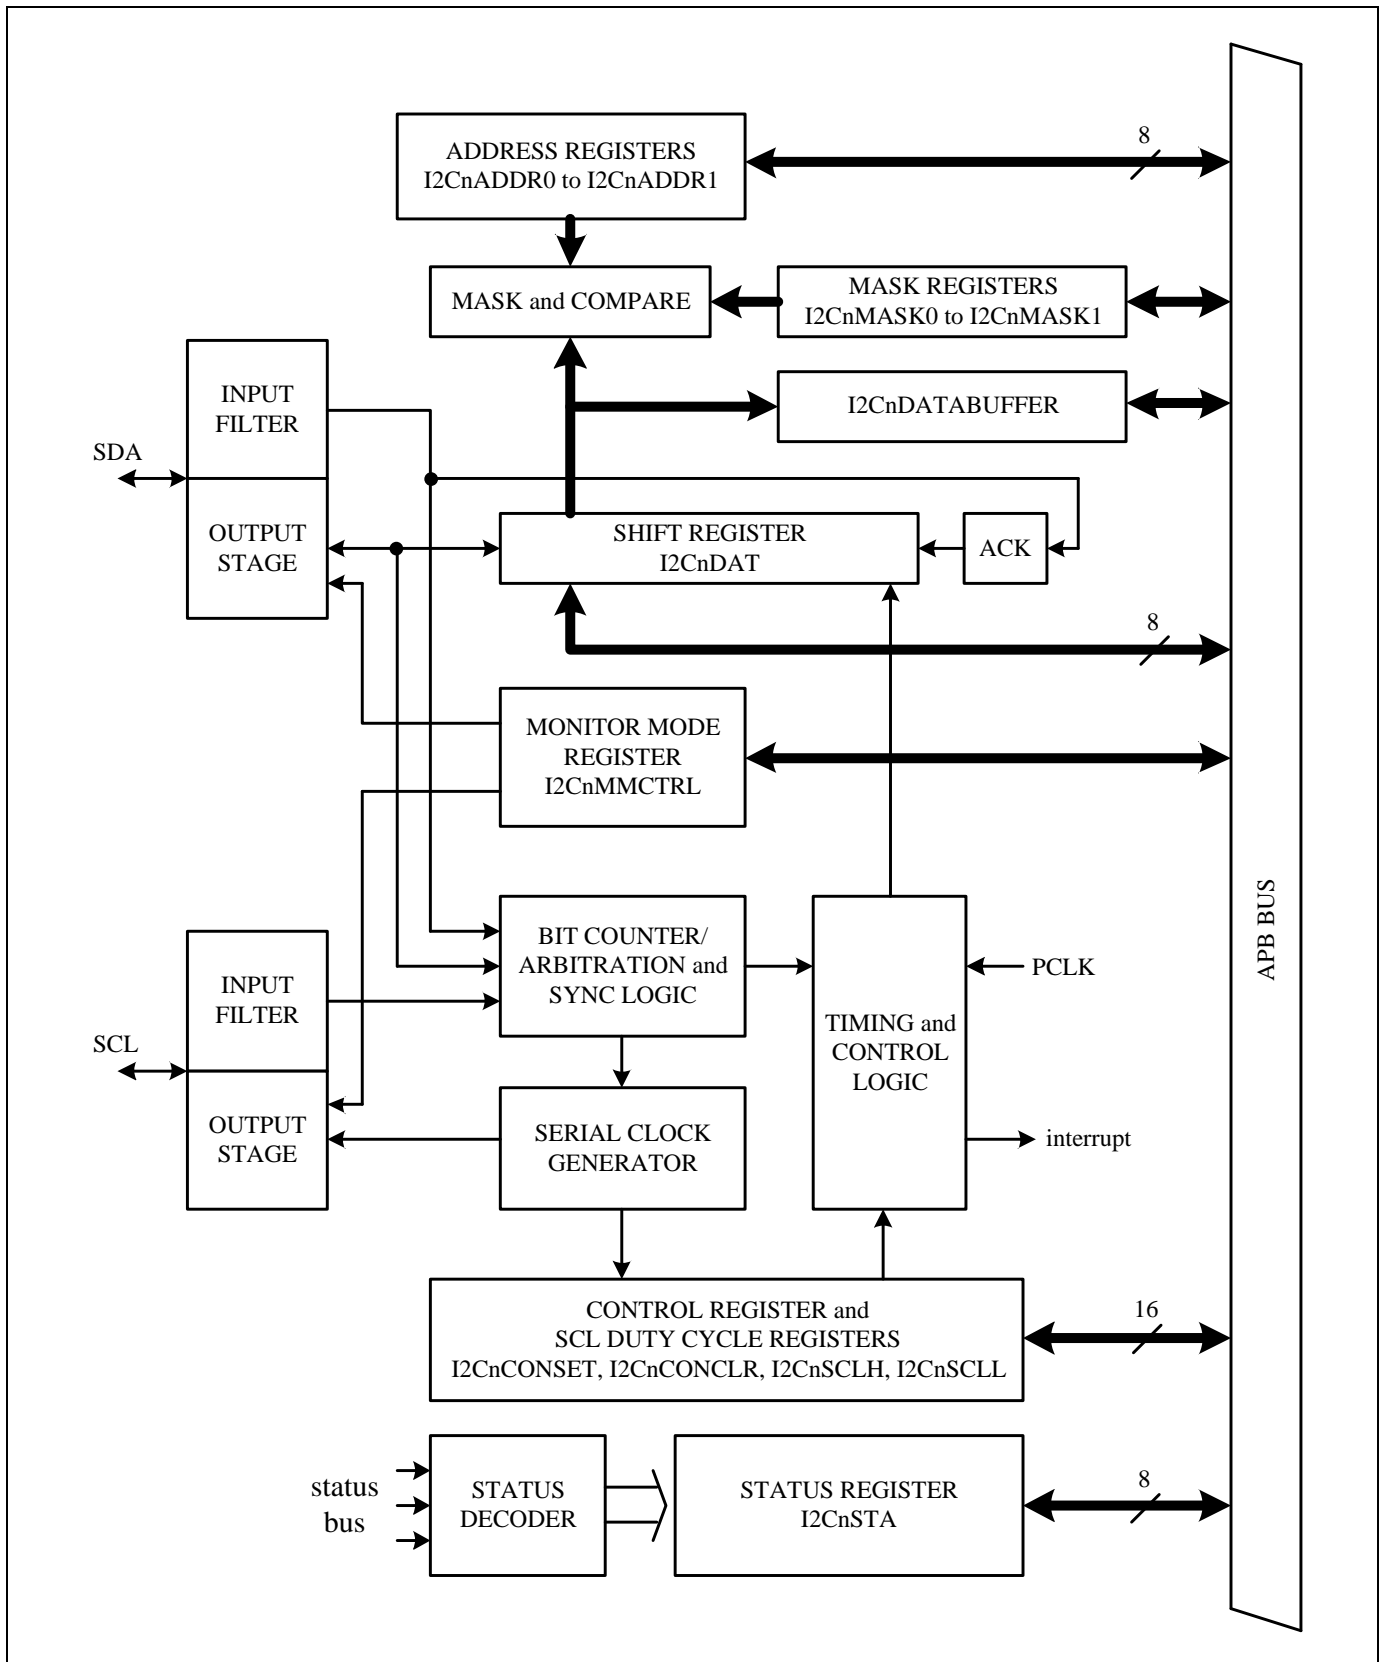 8
ADDRESS REGISTERS
I2CnADDR0 to I2CnADDR1
MASK and COMPARE
MASK REGISTERS
I2CnMASK0 to I2CnMASK1
INPUT
FILTER
I2CnDATABUFFER
SDA
OUTPUT
STAGE
SHIFT REGISTER
I2CnDAT
ACK
8
MONITOR MODE
REGISTER
I2CnMMCTRL
APB BUS
BIT COUNTER/
ARBITRATION and
SYNC LOGIC
PCLK
INPUT
FILTER
TIMING and
CONTROL
LOGIC
SCL
OUTPUT
STAGE
SERIAL CLOCK
GENERATOR
interrupt
CONTROL REGISTER and
SCL DUTY CYCLE REGISTERS
I2CnCONSET, I2CnCONCLR, I2CnSCLH, I2CnSCLL
16
status
bus
STATUS
DECODER
STATUS REGISTER
I2CnSTA
8